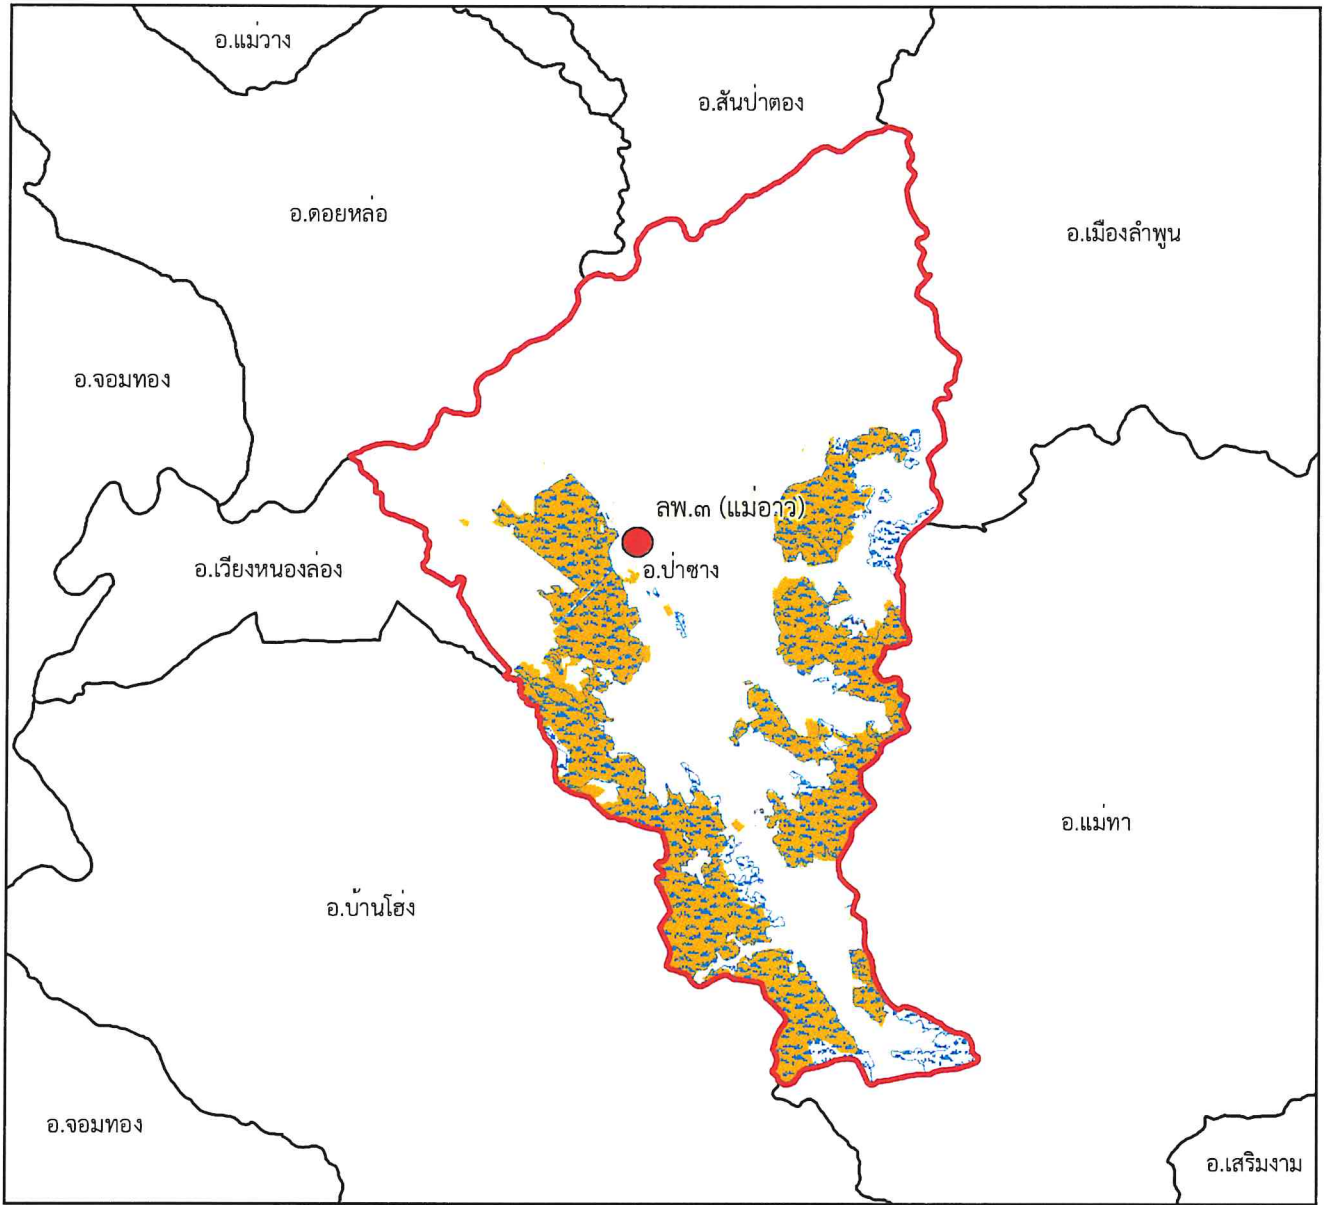 อ.แม่วาง
อ.สันป่าตอง
อ.ดอยหล่อ
อ.เมืองลำพูน
อ.จอมทอง
ลพ.๓ (แม่อาว)
อ.เวียงหนองล่อง
อ.ป่าซาง
อ.แม่ทา
อ.บ้านโฮ่ง
อ.จอมทอง
อ.เสริมงาม